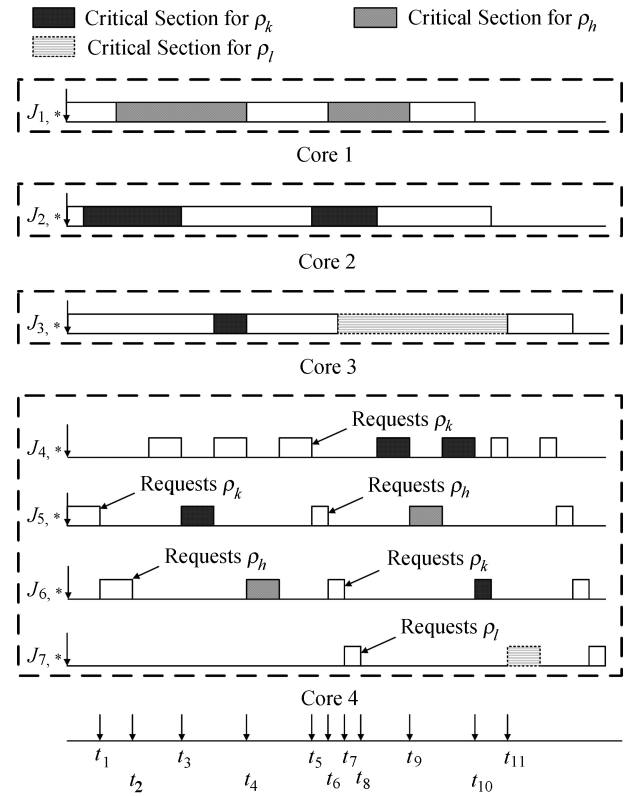 Critical Section for ρk
Critical Section for ρh
Critical Section for ρl
J1, *
Core 1
J2, *
Core 2
J3, *
Core 3
Requests ρk
J4, *
Requests ρk
Requests ρh
J5, *
Requests ρh
Requests ρk
J6, *
Requests ρl
J7, *
Core 4
t1 t3 t5 t7 t9 t11
t2 t4 t6 t8 t10